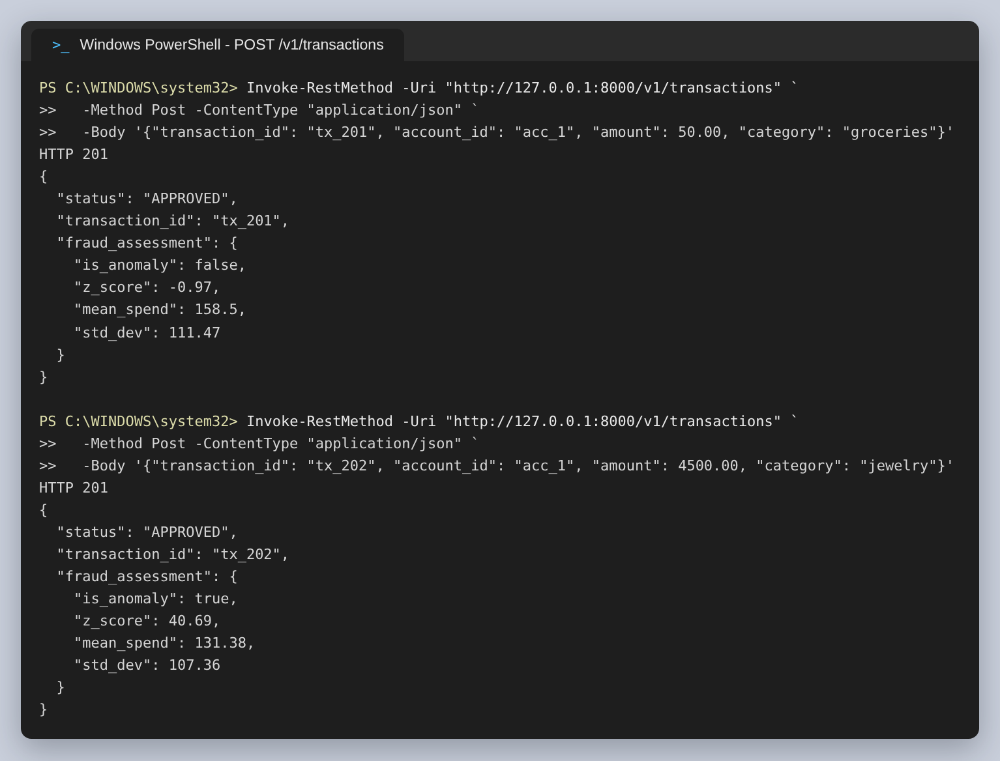 >_ Windows PowerShell - POST /v1/transactions
PS C:\WINDOWS\system32> Invoke-RestMethod -Uri "http://127.0.0.1:8000/v1/transactions" `
>>   -Method Post -ContentType "application/json" `
>>   -Body '{"transaction_id": "tx_201", "account_id": "acc_1", "amount": 50.00, "category": "groceries"}'
HTTP 201
{
  "status": "APPROVED",
  "transaction_id": "tx_201",
  "fraud_assessment": {
    "is_anomaly": false,
    "z_score": -0.97,
    "mean_spend": 158.5,
    "std_dev": 111.47
  }
}

PS C:\WINDOWS\system32> Invoke-RestMethod -Uri "http://127.0.0.1:8000/v1/transactions" `
>>   -Method Post -ContentType "application/json" `
>>   -Body '{"transaction_id": "tx_202", "account_id": "acc_1", "amount": 4500.00, "category": "jewelry"}'
HTTP 201
{
  "status": "APPROVED",
  "transaction_id": "tx_202",
  "fraud_assessment": {
    "is_anomaly": true,
    "z_score": 40.69,
    "mean_spend": 131.38,
    "std_dev": 107.36
  }
}